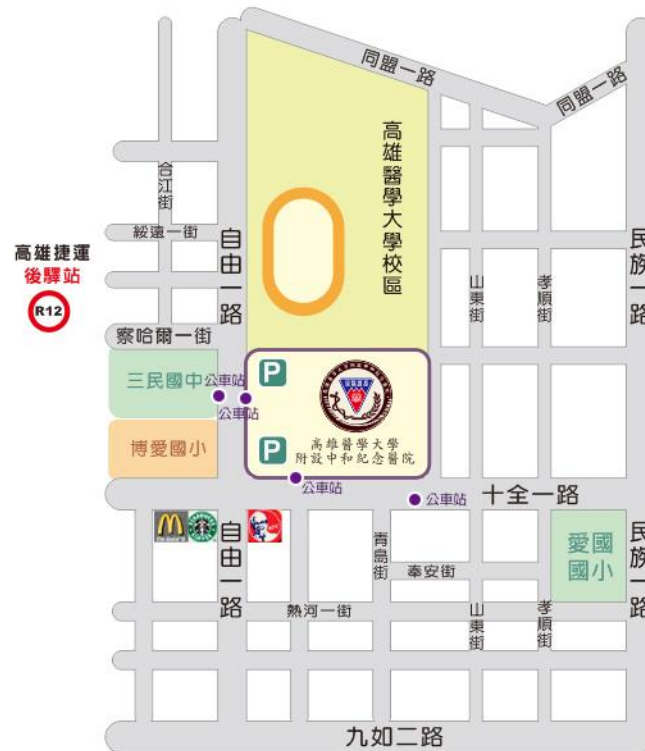 同盟一路
同盟一路
高雄醫學大學校區
合江街
綏遠一街
自由一路
高雄捷運
後驛站
R12
山東街
孝順街
民族一路
察哈爾一街
三民國中
公車站
公車站
P
博愛國小
P
高雄醫學大學
附設中和紀念醫院
公車站
公車站
十全一路
自由一路
KFC
青島街
奉安街
愛國
國小
民族一路
熱河一街
山東街
孝順街
九如二路